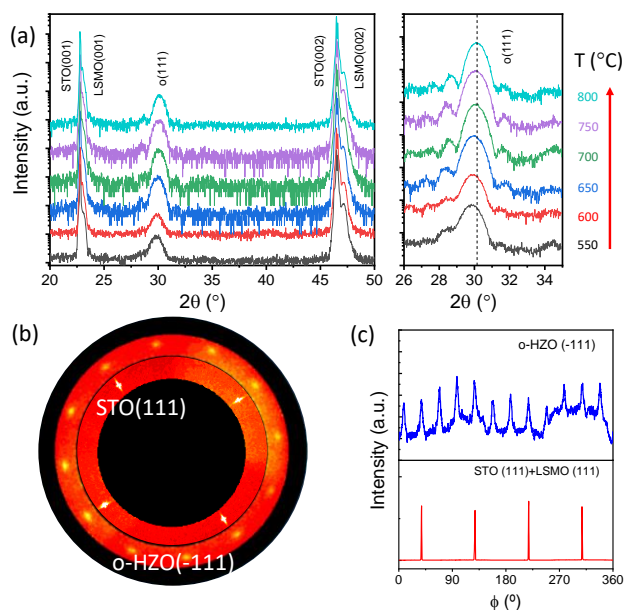 (a)
Intensity (a.u.)
STO(001)
LSMO(001)
o(111)
STO(002)
LSMO(002)
20 25 30 35 40 45 50
2θ (°)
o(111)
26 28 30 32 34
2θ (°)
T (°C)
800
750
700
650
600
550
(b)
STO(111)
o-HZO(-111)
(c)
Intensity (a.u.)
o-HZO (-111)
STO (111)+LSMO (111)
0 90 180 270 360
ϕ (º)